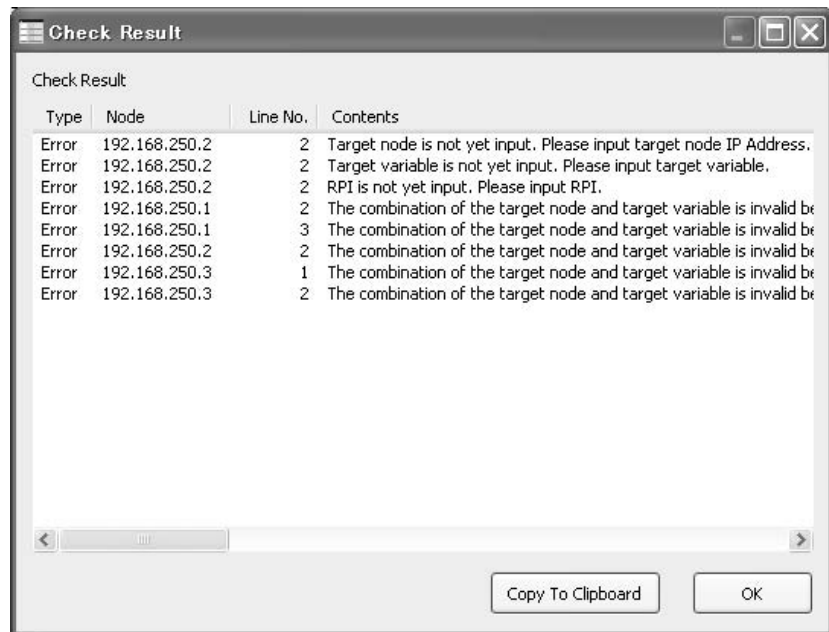 Check Result
Check Result
Type Node Line No. Contents
Error 192.168.250.2 2 Target node is not yet input. Please input target node IP Address.
Error 192.168.250.2 2 Target variable is not yet input. Please input target variable.
Error 192.168.250.2 2 RPI is not yet input. Please input RPI.
Error 192.168.250.1 2 The combination of the target node and target variable is invalid be
Error 192.168.250.1 3 The combination of the target node and target variable is invalid be
Error 192.168.250.2 2 The combination of the target node and target variable is invalid be
Error 192.168.250.3 1 The combination of the target node and target variable is invalid be
Error 192.168.250.3 2 The combination of the target node and target variable is invalid be
Copy To Clipboard OK